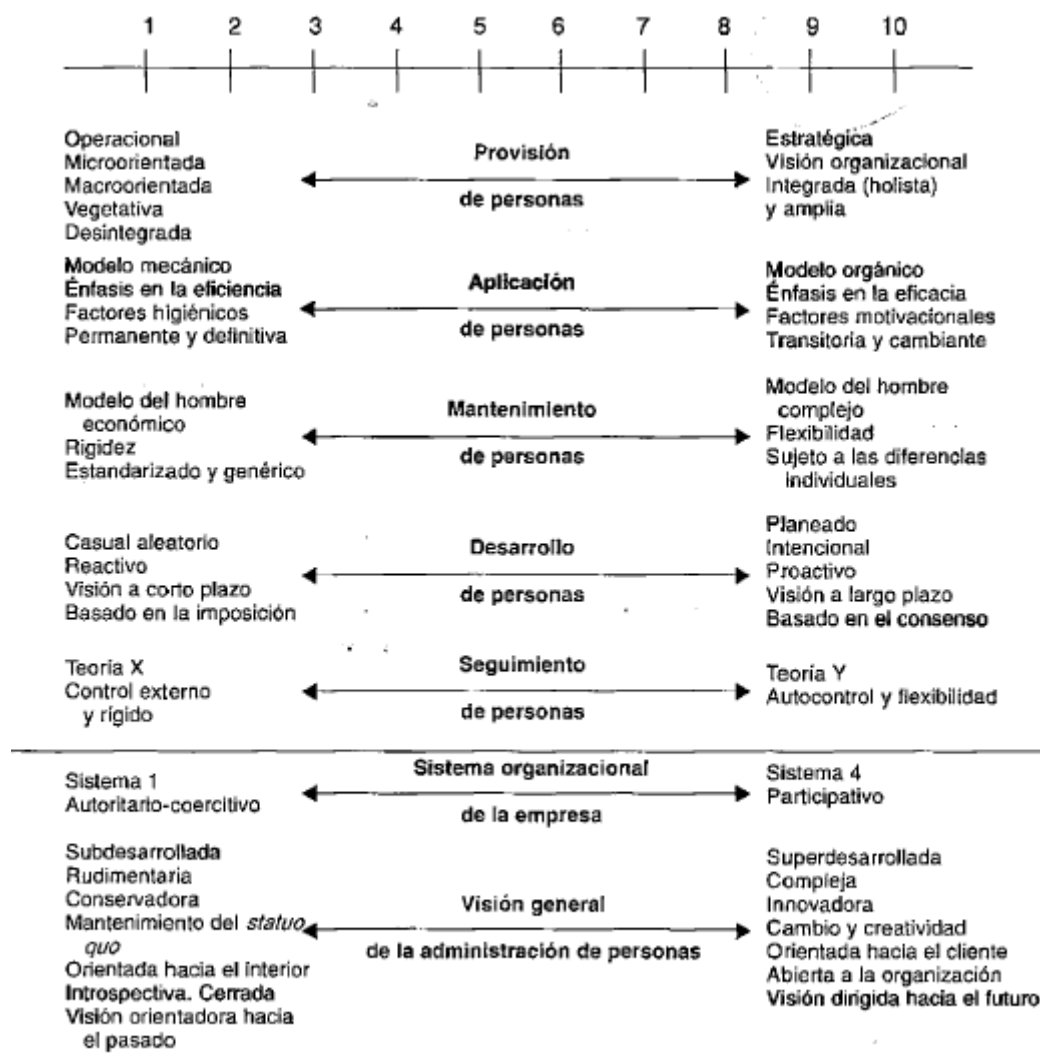 1 2 3 4 5 6 7 8 9 10
Operacional
Microorientada
Macroorientada
Vegetativa
Desintegrada
Provisión
de personas
Estratégica
Visión organizacional
Integrada (holista)
y amplia
Modelo mecánico
Énfasis en la eficiencia
Factores higiénicos
Permanente y definitiva
Aplicación
de personas
Modelo orgánico
Énfasis en la eficacia
Factores motivacionales
Transitoria y cambiante
Modelo del hombre
económico
Rigidez
Estandarizado y genérico
Mantenimiento
de personas
Modelo del hombre
complejo
Flexibilidad
Sujeto a las diferencias
individuales
Casual aleatorio
Reactivo
Visión a corto plazo
Basado en la imposición
Desarrollo
de personas
Planeado
Intencional
Proactivo
Visión a largo plazo
Basado en el consenso
Teoría X
Control externo
y rígido
Seguimiento
de personas
Teoría Y
Autocontrol y flexibilidad
Sistema 1
Autoritario-coercitivo
Sistema organizacional
de la empresa
Sistema 4
Participativo
Subdesarrollada
Rudimentaria
Conservadora
Mantenimiento del statuo
quo
Orientada hacia el interior
Introspectiva. Cerrada
Visión orientadora hacia
el pasado
Visión general
de la administración de personas
Superdesarrollada
Compleja
Innovadora
Cambio y creatividad
Orientada hacia el cliente
Abierta a la organización
Visión dirigida hacia el futuro